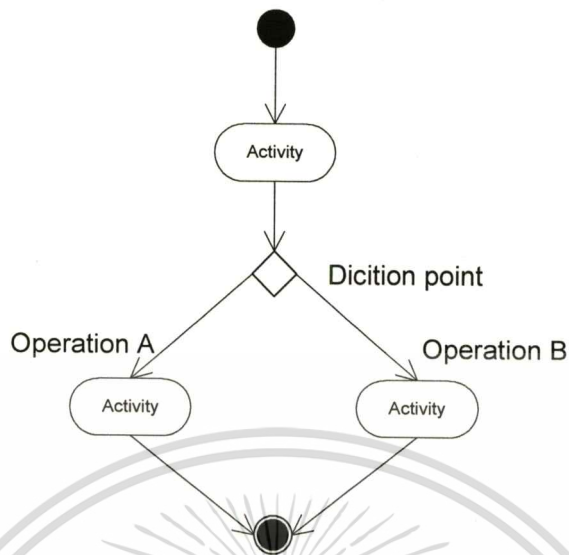 Activity
Dicition point
Operation A
Operation B
Activity
Activity